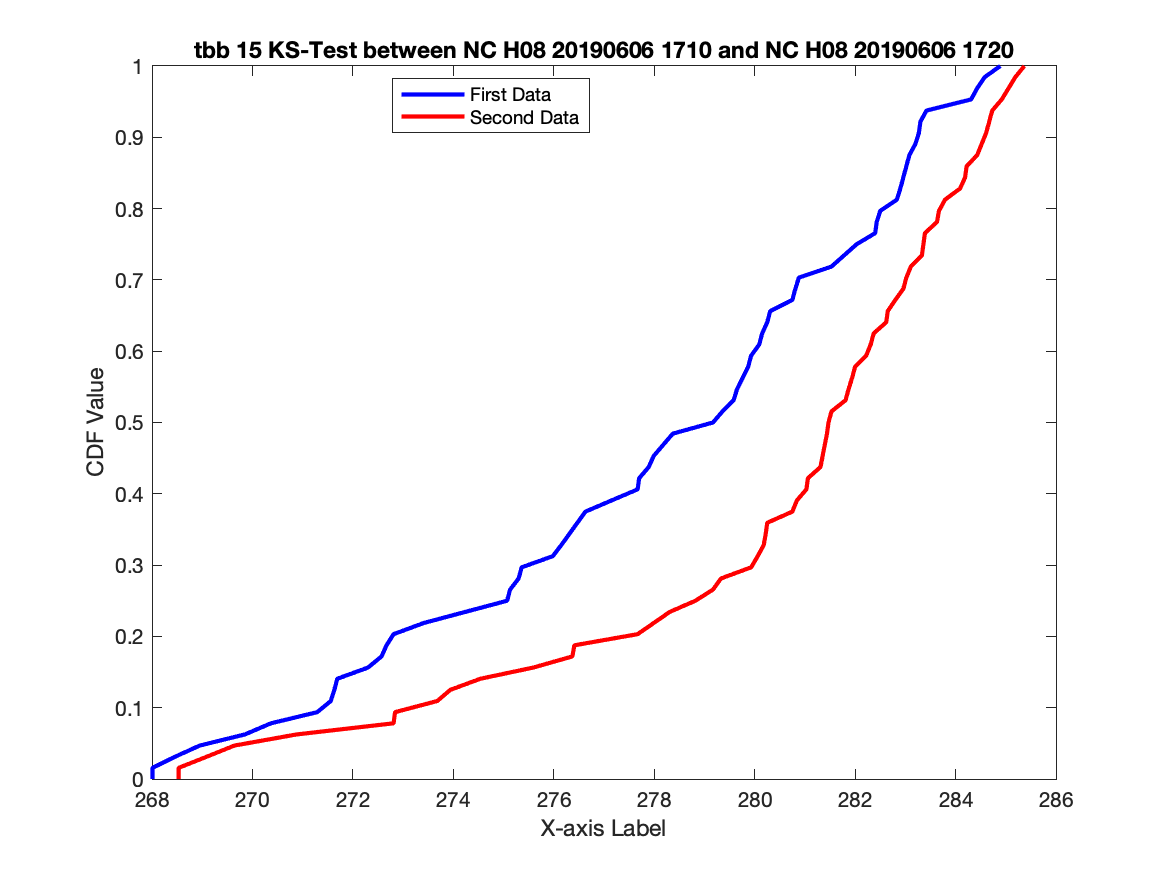 tbb 15 KS-Test between NC H08 20190606 1710 and NC H08 20190606 1720
First Data
Second Data
1
0.9
0.8
0.7
0.6
0.5
0.4
0.3
0.2
0.1
0
CDF Value
268 270 272 274 276 278 280 282 284 286
X-axis Label